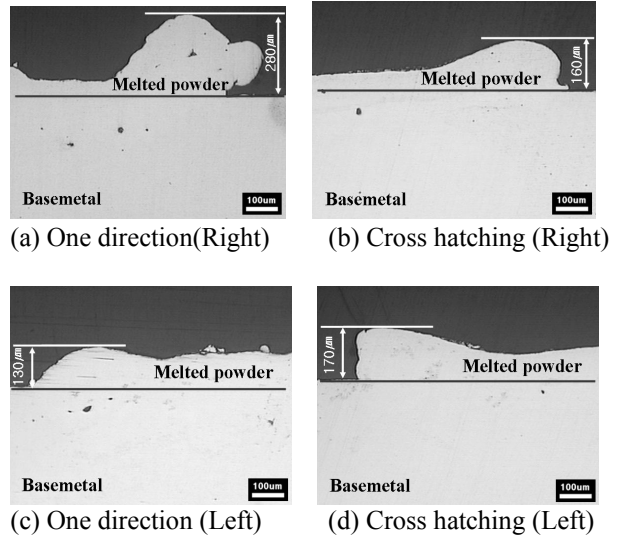 280㎛
Melted powder
Basemetal
100um
(a) One direction(Right)
160㎛
Melted powder
Basemetal
100um
(b) Cross hatching (Right)
130㎛
Melted powder
Basemetal
100um
(c) One direction (Left)
170㎛
Melted powder
Basemetal
100um
(d) Cross hatching (Left)